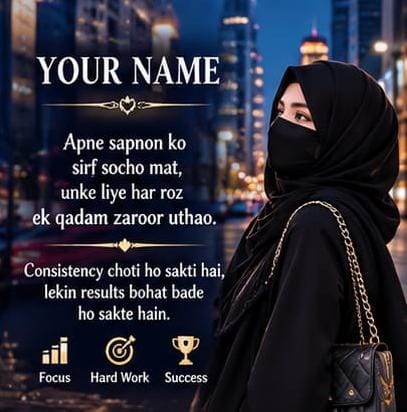 YOUR NAME
Apne sapnon ko
sirf socho mat,
unke liye har roz
ek qadam zaroor uthao.
Consistency choti ho sakti hai,
lekin results bohat bade
ho sakte hain.
Focus Hard Work Success